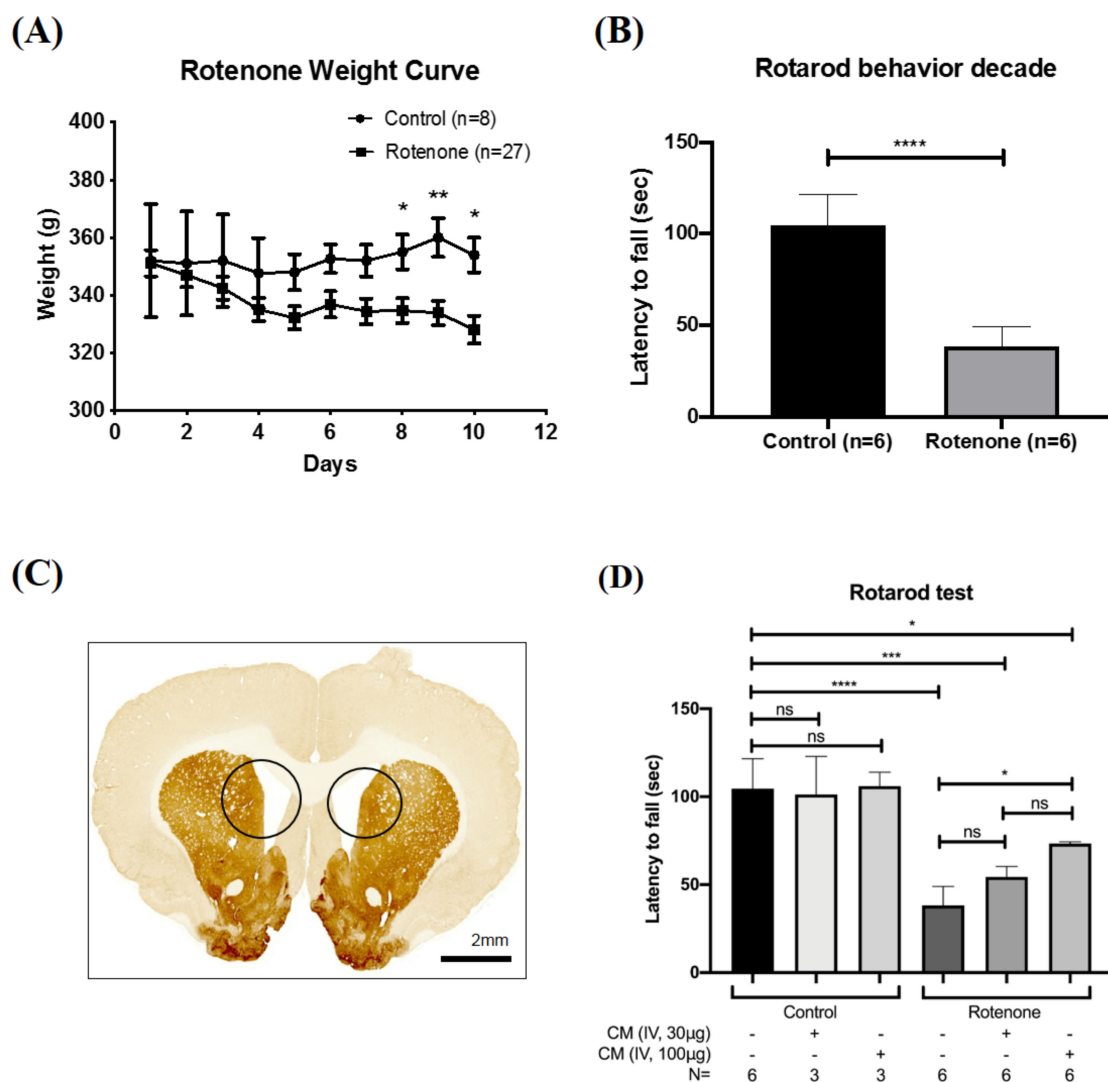 (A)
Rotenone Weight Curve
Control (n=8)
Rotenone (n=27)
400
380
360
340
320
300
* ** *
Weight (g)
0 2 4 6 8 10 12
Days
(B)
Rotarod behavior decade
****
150
100
50
0
Latency to fall (sec)
Control (n=6) Rotenone (n=6)
(C)
2mm
(D)
Rotarod test
*
***
****
ns
ns
*
ns
ns
150
100
50
0
Latency to fall (sec)
Control Rotenone
CM (IV, 30μg) - + - - + -
CM (IV, 100μg) - - + - - +
N= 6 3 3 6 6 6